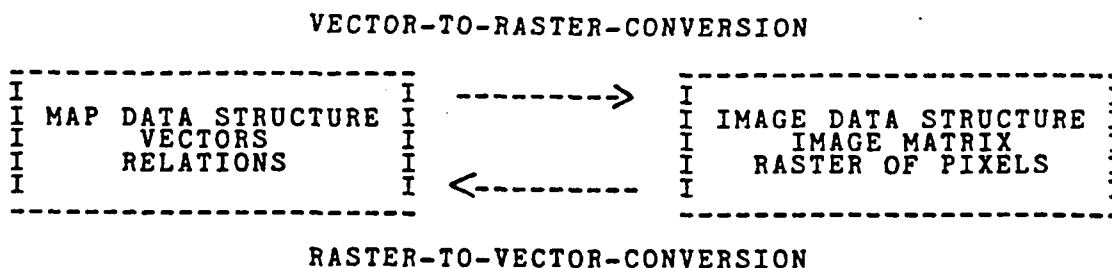 VECTOR-TO-RASTER-CONVERSION
MAP DATA STRUCTURE
VECTORS
RELATIONS
IMAGE DATA STRUCTURE
IMAGE MATRIX
RASTER OF PIXELS
RASTER-TO-VECTOR-CONVERSION